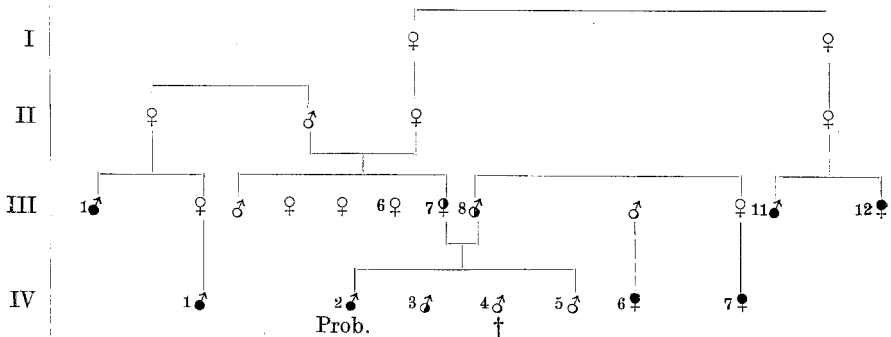 I ♀ ♀
II ♀ ♂ ♀ ♀
III 1 ♂ ♀ ♂ ♀ ♀ 6 ♀ 7 ♀ 8 ♂ ♂ ♀ 11 ♂ 12 ♀
IV 1 ♂ 2 ♂ 3 ♂ 4 ♂ 5 ♂ 6 ♀ 7 ♀
Prob. †